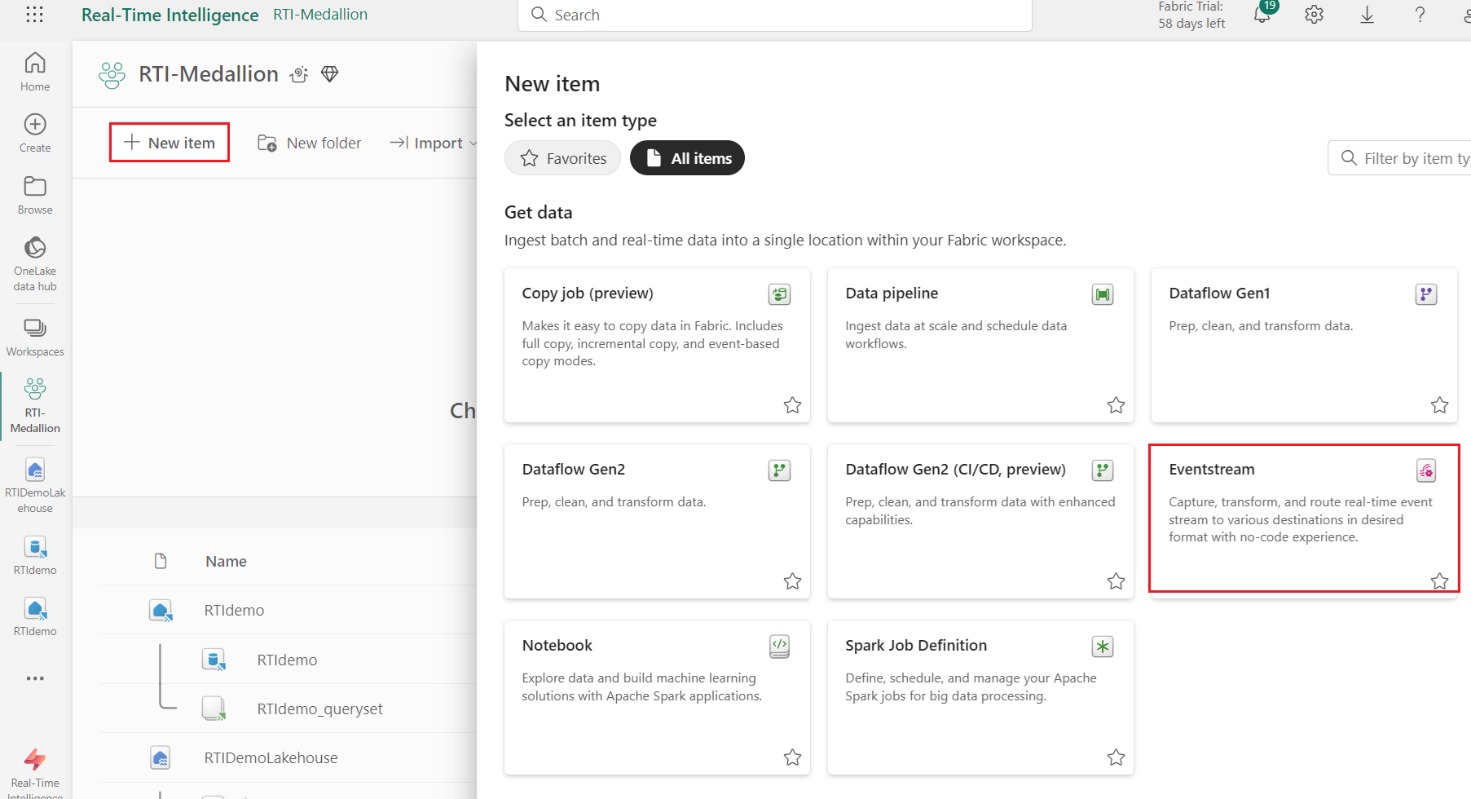 Real-Time Intelligence RTI-Medallion
Search
Fabric Trial:
58 days left
19
Home
Create
Browse
OneLake
data hub
Workspaces
RTI-
Medallion
RTIDemoLak
ehouse
RTIdemo
RTIdemo
Real-Time
Intelligence
RTI-Medallion
New item
New folder
Import
Ch
Name
RTIdemo
RTIdemo
RTIdemo_queryset
RTIDemoLakehouse
New item
Select an item type
Favorites
All items
Filter by item ty
Get data
Ingest batch and real-time data into a single location within your Fabric workspace.
Copy job (preview)
Makes it easy to copy data in Fabric. Includes
full copy, incremental copy, and event-based
copy modes.
Data pipeline
Ingest data at scale and schedule data
workflows.
Dataflow Gen1
Prep, clean, and transform data.
Dataflow Gen2
Prep, clean, and transform data.
Dataflow Gen2 (CI/CD, preview)
Prep, clean, and transform data with enhanced
capabilities.
Eventstream
Capture, transform, and route real-time event
stream to various destinations in desired
format with no-code experience.
Notebook
Explore data and build machine learning
solutions with Apache Spark applications.
Spark Job Definition
Define, schedule, and manage your Apache
Spark jobs for big data processing.